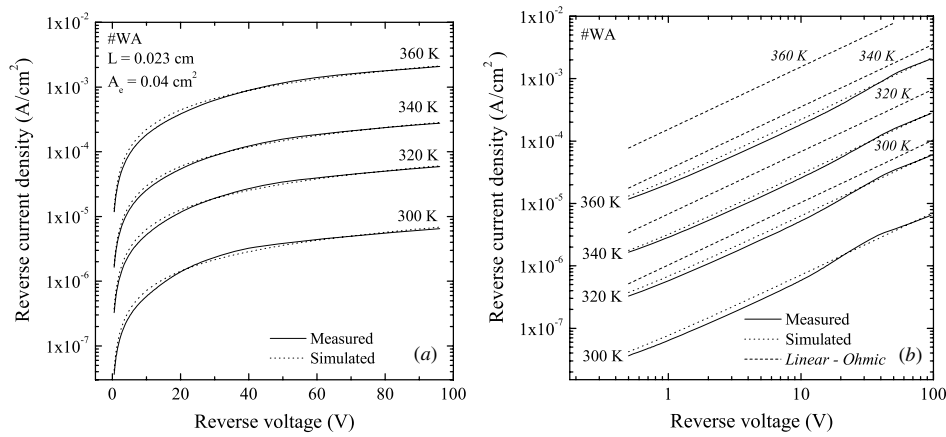 #WA
L = 0.023 cm
Aₑ = 0.04 cm²
360 K
340 K
320 K
300 K
Measured
Simulated
(a)
1x10⁻²
1x10⁻³
1x10⁻⁴
1x10⁻⁵
1x10⁻⁶
1x10⁻⁷
0
20
40
60
80
100
Reverse voltage (V)
Reverse current density (A/cm²)
#WA
360 K
340 K
320 K
300 K
360 K
340 K
320 K
300 K
Measured
Simulated
Linear - Ohmic
(b)
1x10⁻²
1x10⁻³
1x10⁻⁴
1x10⁻⁵
1x10⁻⁶
1x10⁻⁷
1
10
100
Reverse voltage (V)
Reverse current density (A/cm²)